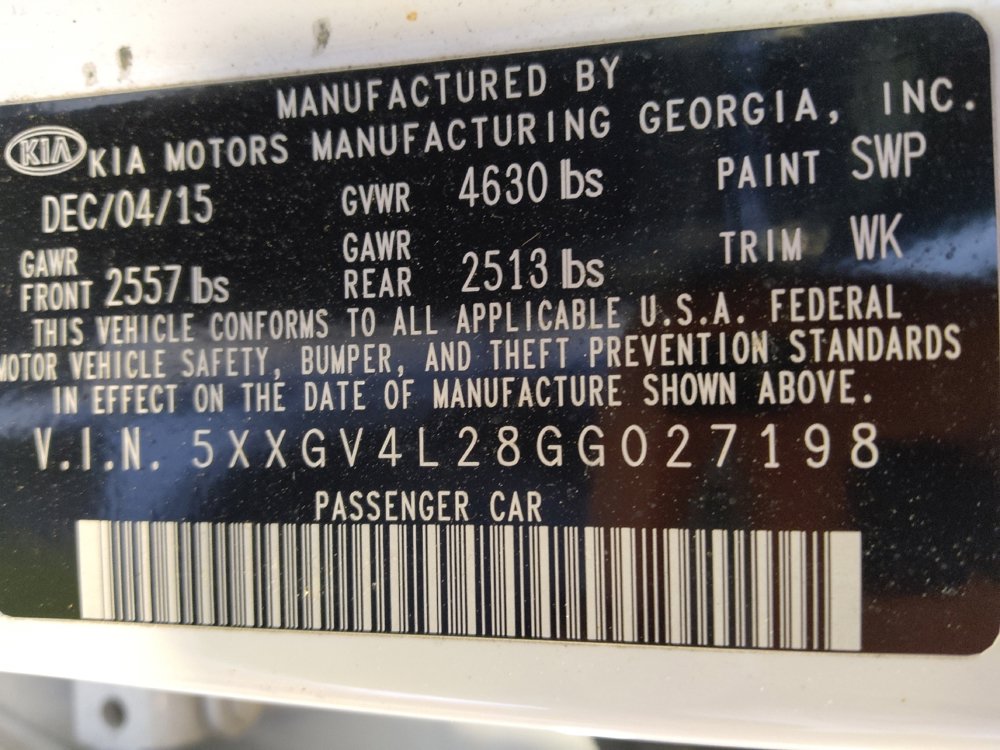 MANUFACTURED BY
KIA KIA MOTORS MANUFACTURING GEORGIA, INC.
DEC/04/15 GVWR 4630 lbs PAINT SWP
GAWR FRONT 2557 lbs GAWR REAR 2513 lbs TRIM WK
THIS VEHICLE CONFORMS TO ALL APPLICABLE U.S.A. FEDERAL
MOTOR VEHICLE SAFETY, BUMPER, AND THEFT PREVENTION STANDARDS
IN EFFECT ON THE DATE OF MANUFACTURE SHOWN ABOVE.
V.I.N. 5XXGV4L28GG027198
PASSENGER CAR